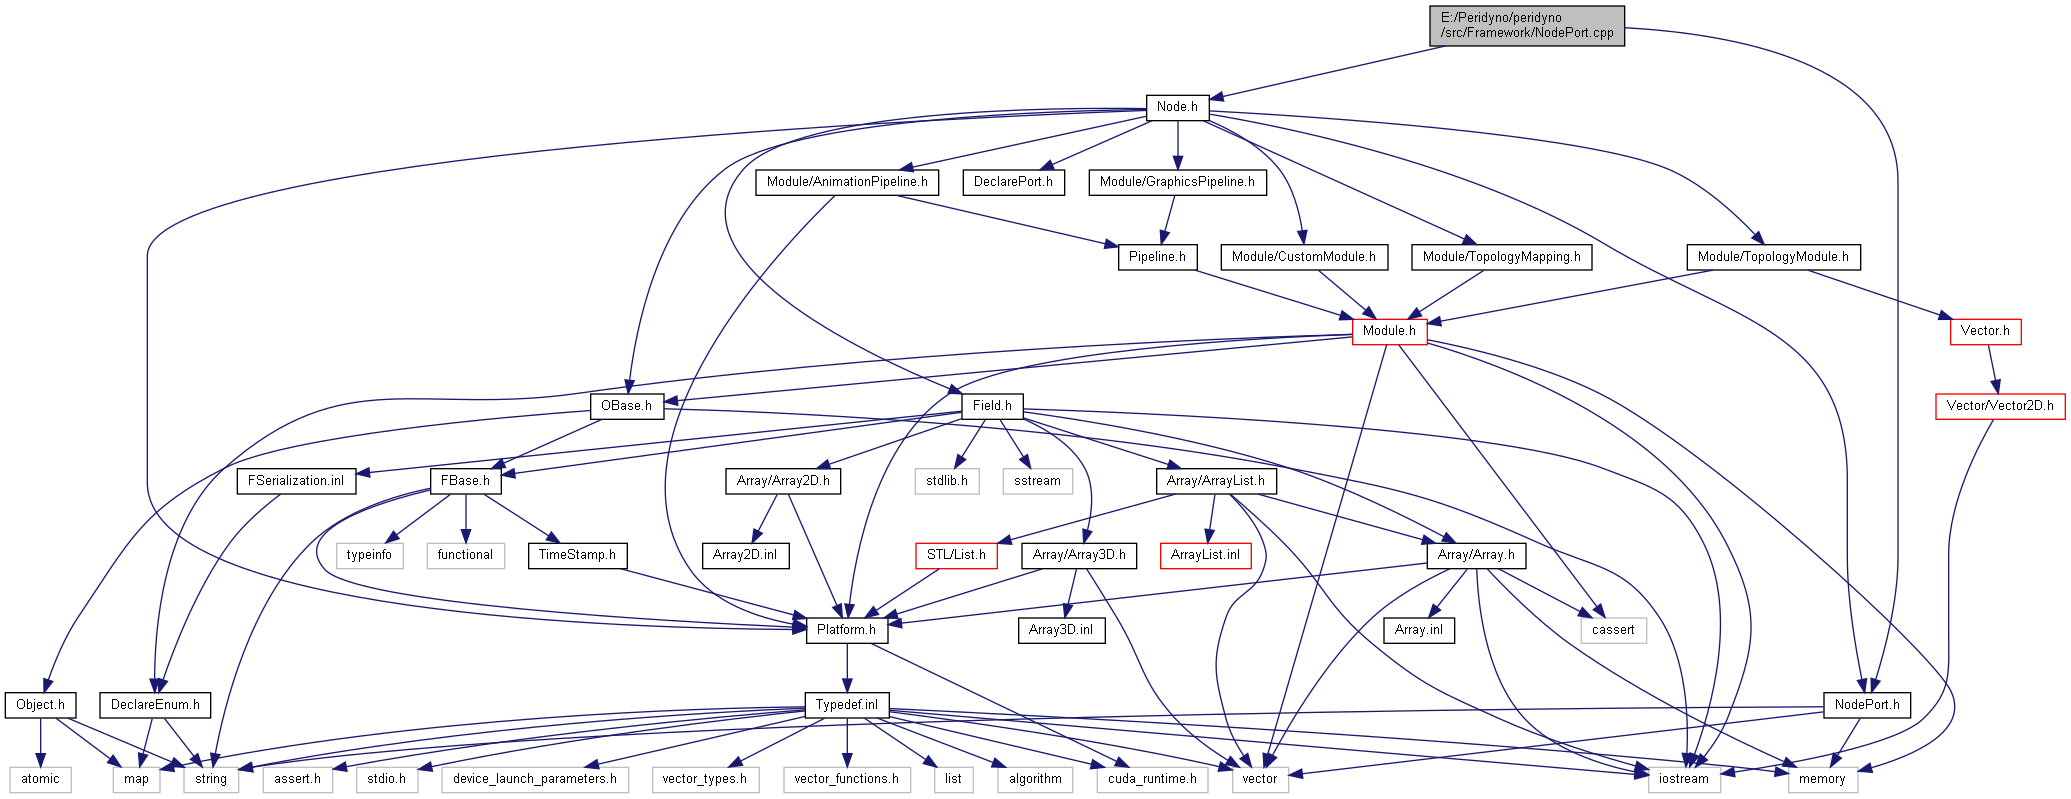 E:/Peridyno/peridyno
/src/Framework/NodePort.cpp
Node.h
Module/AnimationPipeline.h
DeclarePort.h
Module/GraphicsPipeline.h
Pipeline.h
Module/CustomModule.h
Module/TopologyMapping.h
Module/TopologyModule.h
Module.h
Vector.h
OBase.h
Field.h
Vector/Vector2D.h
FSerialization.inl
FBase.h
Array/Array2D.h
stdlib.h
sstream
Array/ArrayList.h
typeinfo
functional
TimeStamp.h
Array2D.inl
STL/List.h
Array/Array3D.h
ArrayList.inl
Array/Array.h
Platform.h
Array3D.inl
Array.inl
cassert
Object.h
DeclareEnum.h
Typedef.inl
NodePort.h
atomic
map
string
assert.h
stdio.h
device_launch_parameters.h
vector_types.h
vector_functions.h
list
algorithm
cuda_runtime.h
vector
iostream
memory